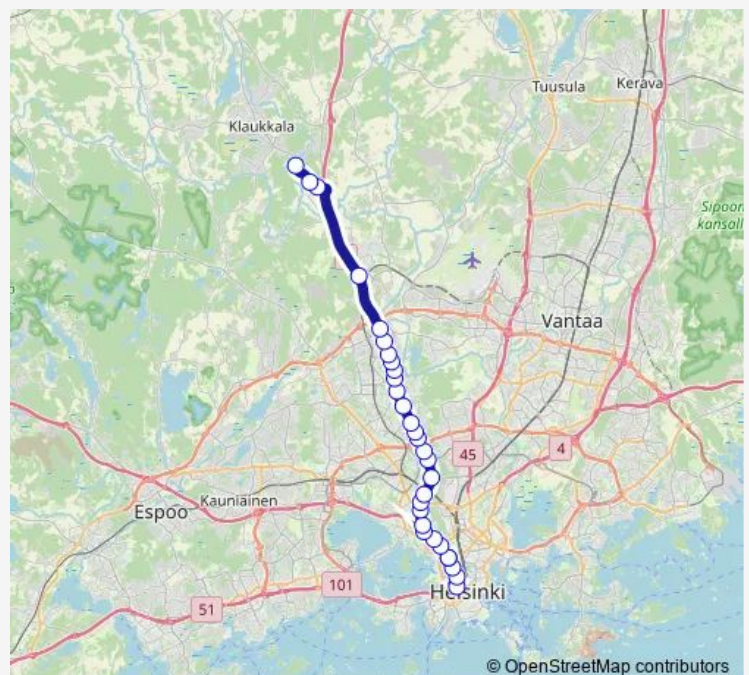 Tuusula
Kerava
Klaukkala
Sipoon
kansall
Vantaa
45
4
Kauniainen
Espoo
101
Helsinki
51
© OpenStreetMap contributors